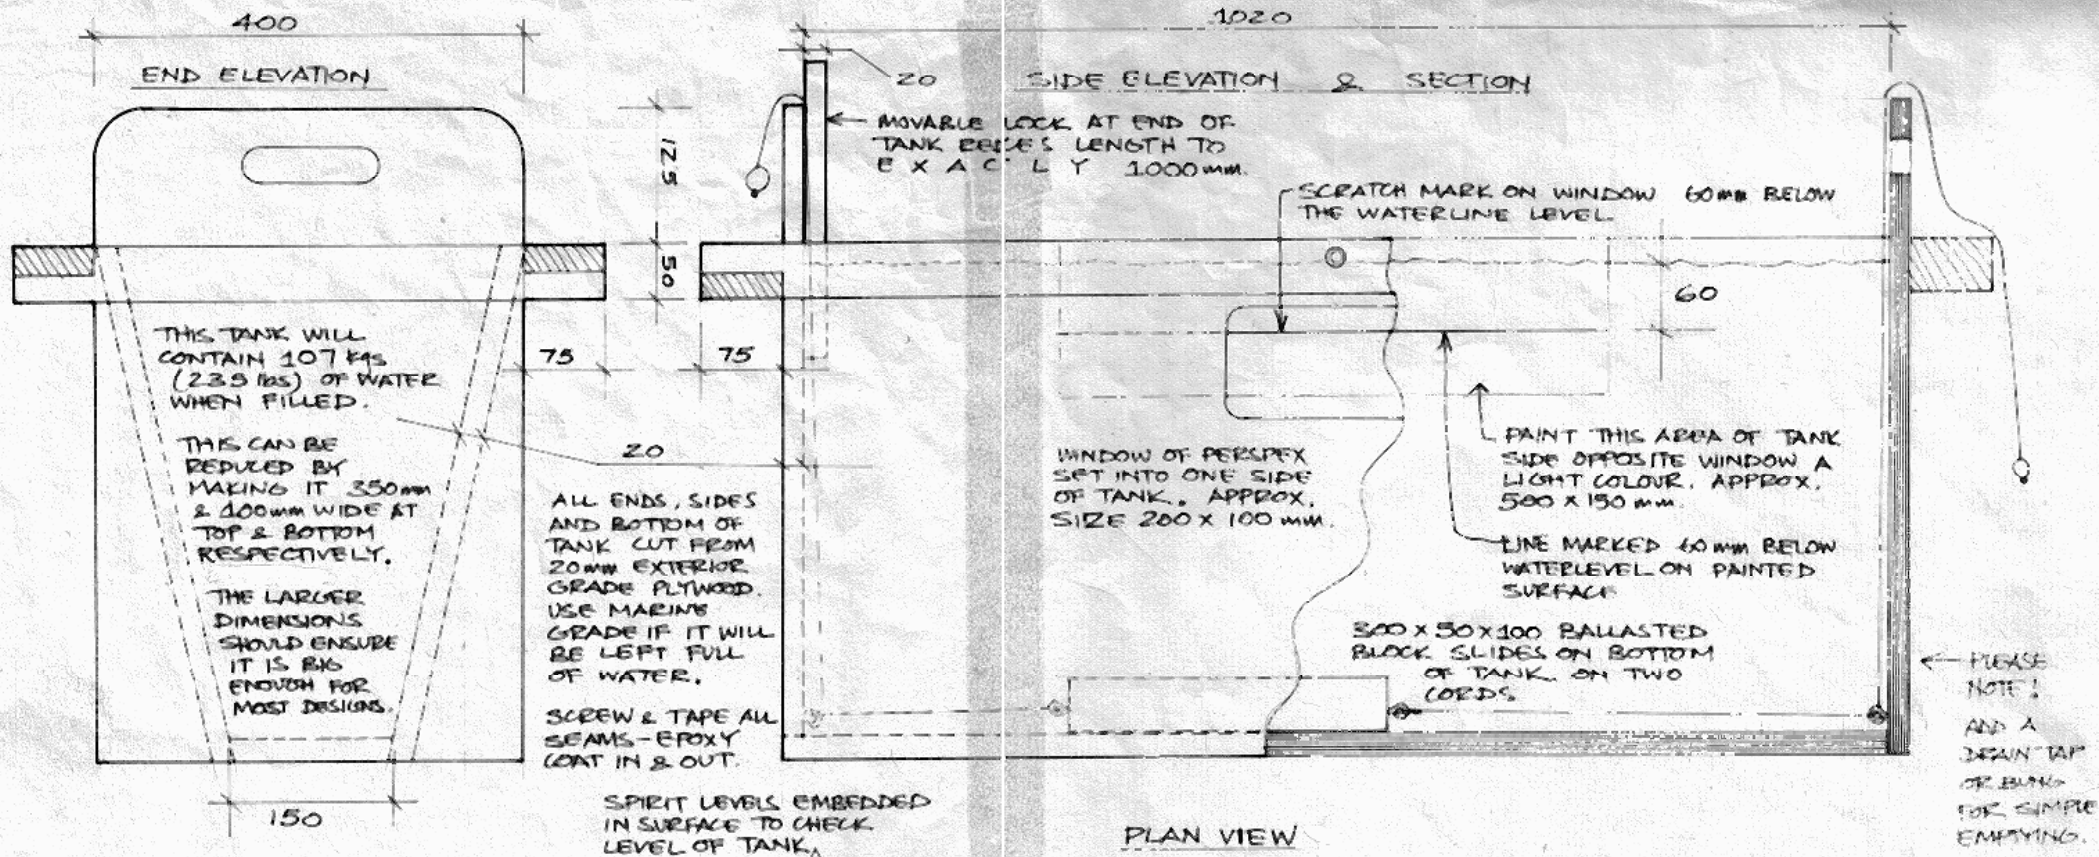 400
END ELEVATION
1020
20
SIDE ELEVATION & SECTION
125
50
MOVABLE LOCK AT END OF
TANK LENGTH TO
1000mm.
SCRATCH MARK ON WINDOW 60mm BELOW
THE WATERLINE LEVEL
60
75
75
THIS TANK WILL
CONTAIN 107 kgs
(235 lbs) OF WATER
WHEN FILLED.
THIS CAN BE
REDUCED BY
MAKING IT 350mm
& 100mm WIDE AT
TOP & BOTTOM
RESPECTIVELY.
THE LARGER
DIMENSIONS
SHOULD ENSURE
IT IS BIG
ENOUGH FOR
MOST DESIGNS.
150
20
ALL ENDS, SIDES
AND BOTTOM OF
TANK CUT FROM
20mm EXTERIOR
GRADE PLYWOOD.
USE MARINE
GRADE IF IT WILL
BE LEFT FULL
OF WATER.
SCREW & TAPE ALL
SEAMS - EPOXY
COAT IN & OUT.
SPIRIT LEVELS EMBEDDED
IN SURFACE TO CHECK
LEVEL OF TANK.
WINDOW OF PERSPEX
SET INTO ONE SIDE
OF TANK. APPROX.
SIZE 200 x 100 mm.
PAINT THIS AREA OF TANK
SIDE OPPOSITE WINDOW A
LIGHT COLOUR. APPROX.
500 x 150 mm.
LINE MARKED 60mm BELOW
WATERLEVEL ON PAINTED
SURFACE
300 x 50 x 100 BALLASTED
BLOCK SLIDES ON BOTTOM
OF TANK ON TWO
CORDS
PLEASE
NOTE!
AND A
DRAIN TAP
OR BUNG
FOR SIMPLE
EMPTYING.
PLAN VIEW